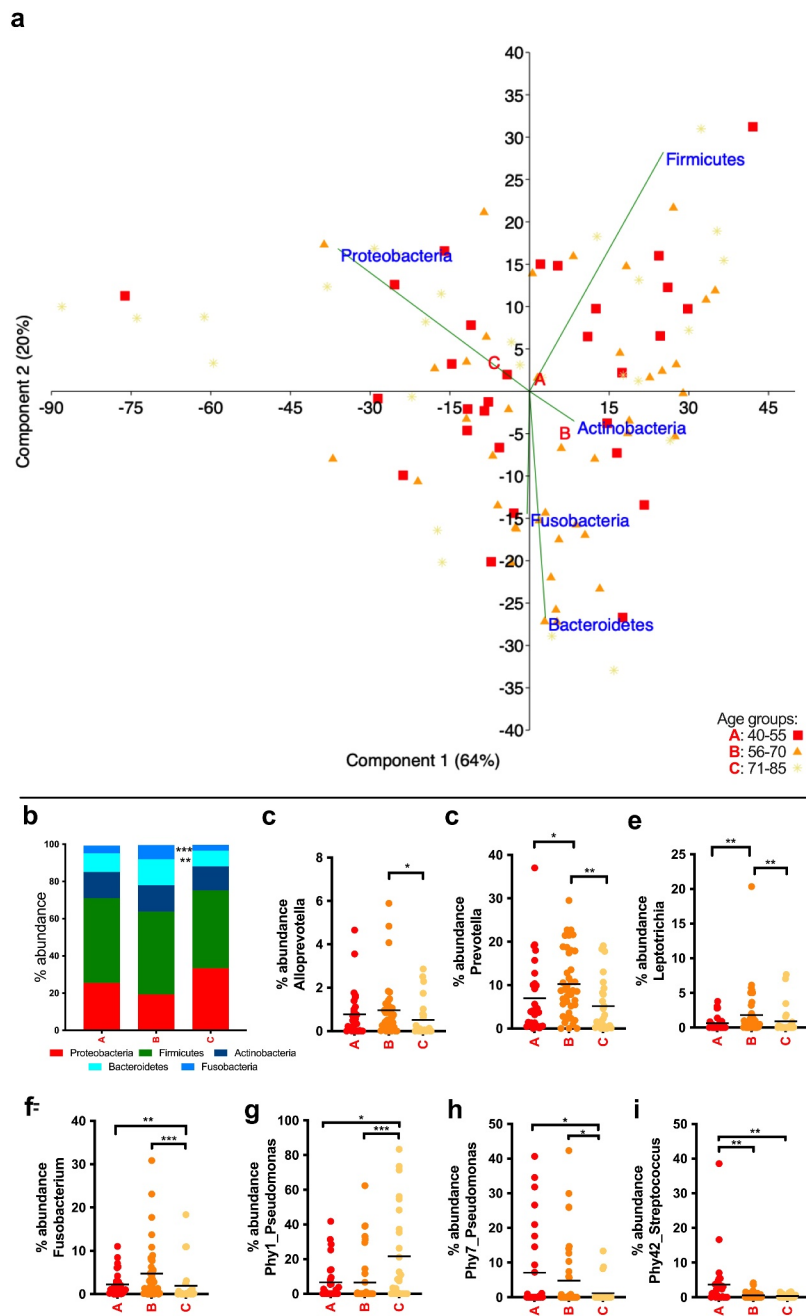 a
40
35
30
25
20
15
10
5
-5
-10
-15
-20
-25
-30
-35
-40
-90 -75 -60 -45 -30 -15 15 30 45
Component 2 (20%)
Component 1 (64%)
Firmicutes
Proteobacteria
C
A
B
Actinobacteria
Fusobacteria
Bacteroidetes
Age groups:
A: 40-55
B: 56-70
C: 71-85
b
% abundance
100
80
60
40
20
0
***
**
A B C
Proteobacteria Firmicutes Actinobacteria
Bacteroidetes Fusobacteria
c
% abundance
Alloprevotella
8
6
4
2
0
*
A B C
c
% abundance
Prevotella
40
30
20
10
0
* **
A B C
e
% abundance
Leptotrichia
25
20
15
10
5
0
** **
A B C
f
% abundance
Fusobacterium
40
30
20
10
0
**
***
A B C
g
% abundance
Phy1_Pseudomonas
100
80
60
40
20
0
*
***
A B C
h
% abundance
Phy7_Pseudomonas
50
40
30
20
10
0
*
*
A B C
i
% abundance
Phy42_Streptococcus
50
40
30
20
10
0
**
**
A B C